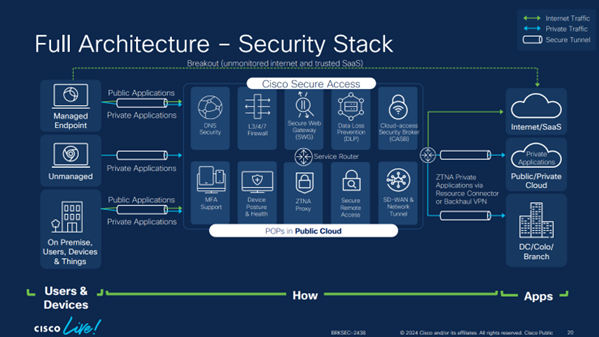 Internet Traffic
Private Traffic
Secure Tunnel
Full Architecture – Security Stack
Breakout (unmonitored internet and trusted SaaS)
Cisco Secure Access
Managed
Endpoint
Public Applications
Private Applications
DNS
Security
L3/4/7
Firewall
Secure Web
Gateway
(SWG)
Data Loss
Prevention
(DLP)
Cloud-access
Security Broker
(CASB)
Internet/SaaS
Unmanaged
Private Applications
Service Router
Private
Applications
Public/Private
Cloud
On Premise,
Users, Devices
& Things
Public Applications
Private Applications
MFA
Support
Device
Posture
& Health
ZTNA
Proxy
Secure
Remote
Access
SD-WAN &
Network
Tunnel
ZTNA Private
Applications via
Resource Connector
or Backhaul VPN
DC/Colo/
Branch
POPs in Public Cloud
Users &
Devices
How
Apps
CISCO Live!
BRKSEC-2438
© 2024 Cisco and/or its affiliates. All rights reserved. Cisco Public
20